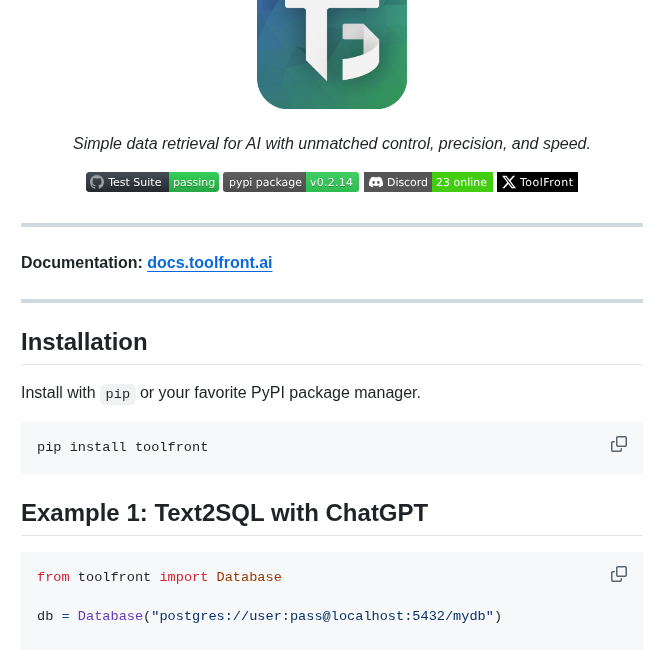 Simple data retrieval for AI with unmatched control, precision, and speed.
Test Suite passing pypi package v0.2.14 Discord 23 online ToolFront
Documentation: docs.toolfront.ai
Installation
Install with pip or your favorite PyPI package manager.
pip install toolfront
Example 1: Text2SQL with ChatGPT
from toolfront import Database
db = Database("postgres://user:pass@localhost:5432/mydb")